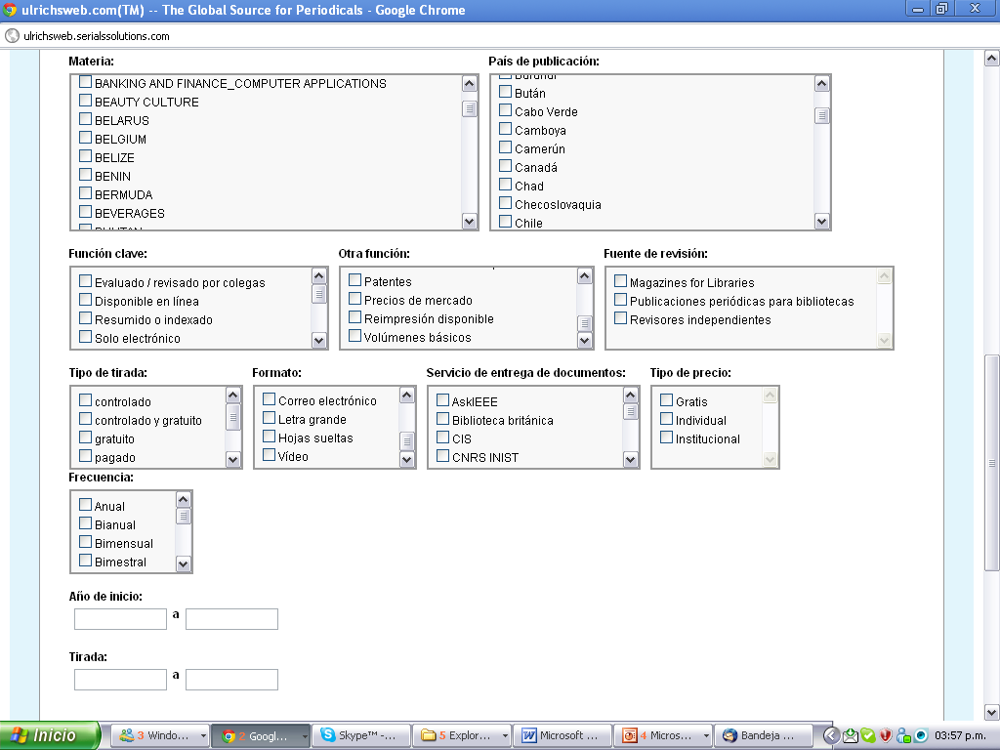 ulrichsweb.com(TM) -- The Global Source for Periodicals - Google Chrome
ulrichsweb.serialssolutions.com
Materia:
BANKING AND FINANCE_COMPUTER APPLICATIONS
BEAUTY CULTURE
BELARUS
BELGIUM
BELIZE
BENIN
BERMUDA
BEVERAGES
BHUTAN
País de publicación:
Burundi
Bután
Cabo Verde
Camboya
Camerún
Canadá
Chad
Checoslovaquia
Chile
Función clave:
Evaluado / revisado por colegas
Disponible en línea
Resumido o indexado
Solo electrónico
Otra función:
Patentes
Precios de mercado
Reimpresión disponible
Volúmenes básicos
Fuente de revisión:
Magazines for Libraries
Publicaciones periódicas para bibliotecas
Revisores independientes
Tipo de tirada:
controlado
controlado y gratuito
gratuito
pagado
Formato:
Correo electrónico
Letra grande
Hojas sueltas
Vídeo
Servicio de entrega de documentos:
AskIEEE
Biblioteca británica
CIS
CNRS INIST
Tipo de precio:
Gratis
Individual
Institucional
Frecuencia:
Anual
Bianual
Bimensual
Bimestral
Año de inicio:
a
Tirada:
a
Inicio
3 Windo...
2 Googl...
Skype™ -...
5 Explor...
Microsoft ...
4 Micros...
Bandeja ...
03:57 p.m.